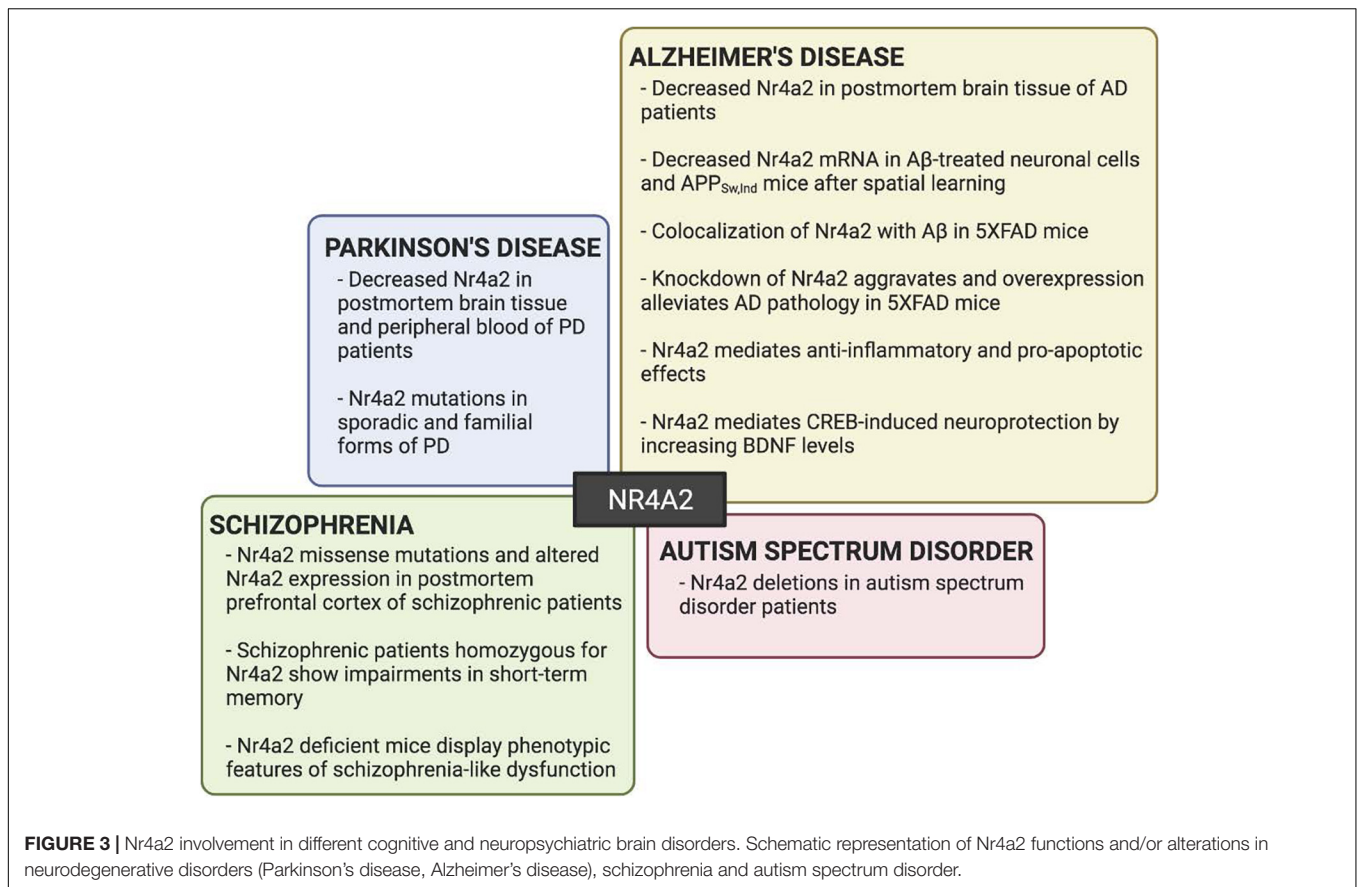 ALZHEIMER'S DISEASE
- Decreased Nr4a2 in postmortem brain tissue of AD
patients
- Decreased Nr4a2 mRNA in Aβ-treated neuronal cells
and APPSw,Ind mice after spatial learning
- Colocalization of Nr4a2 with Aβ in 5XFAD mice
- Knockdown of Nr4a2 aggravates and overexpression
alleviates AD pathology in 5XFAD mice
- Nr4a2 mediates anti-inflammatory and pro-apoptotic
effects
- Nr4a2 mediates CREB-induced neuroprotection by
increasing BDNF levels
PARKINSON'S DISEASE
- Decreased Nr4a2 in
postmortem brain tissue
and peripheral blood of PD
patients
- Nr4a2 mutations in
sporadic and familial
forms of PD
NR4A2
SCHIZOPHRENIA
- Nr4a2 missense mutations and altered
Nr4a2 expression in postmortem
prefrontal cortex of schizophrenic patients
- Schizophrenic patients homozygous for
Nr4a2 show impairments in short-term
memory
- Nr4a2 deficient mice display phenotypic
features of schizophrenia-like dysfunction
AUTISM SPECTRUM DISORDER
- Nr4a2 deletions in autism spectrum
disorder patients
FIGURE 3 | Nr4a2 involvement in different cognitive and neuropsychiatric brain disorders. Schematic representation of Nr4a2 functions and/or alterations in
neurodegenerative disorders (Parkinson's disease, Alzheimer's disease), schizophrenia and autism spectrum disorder.